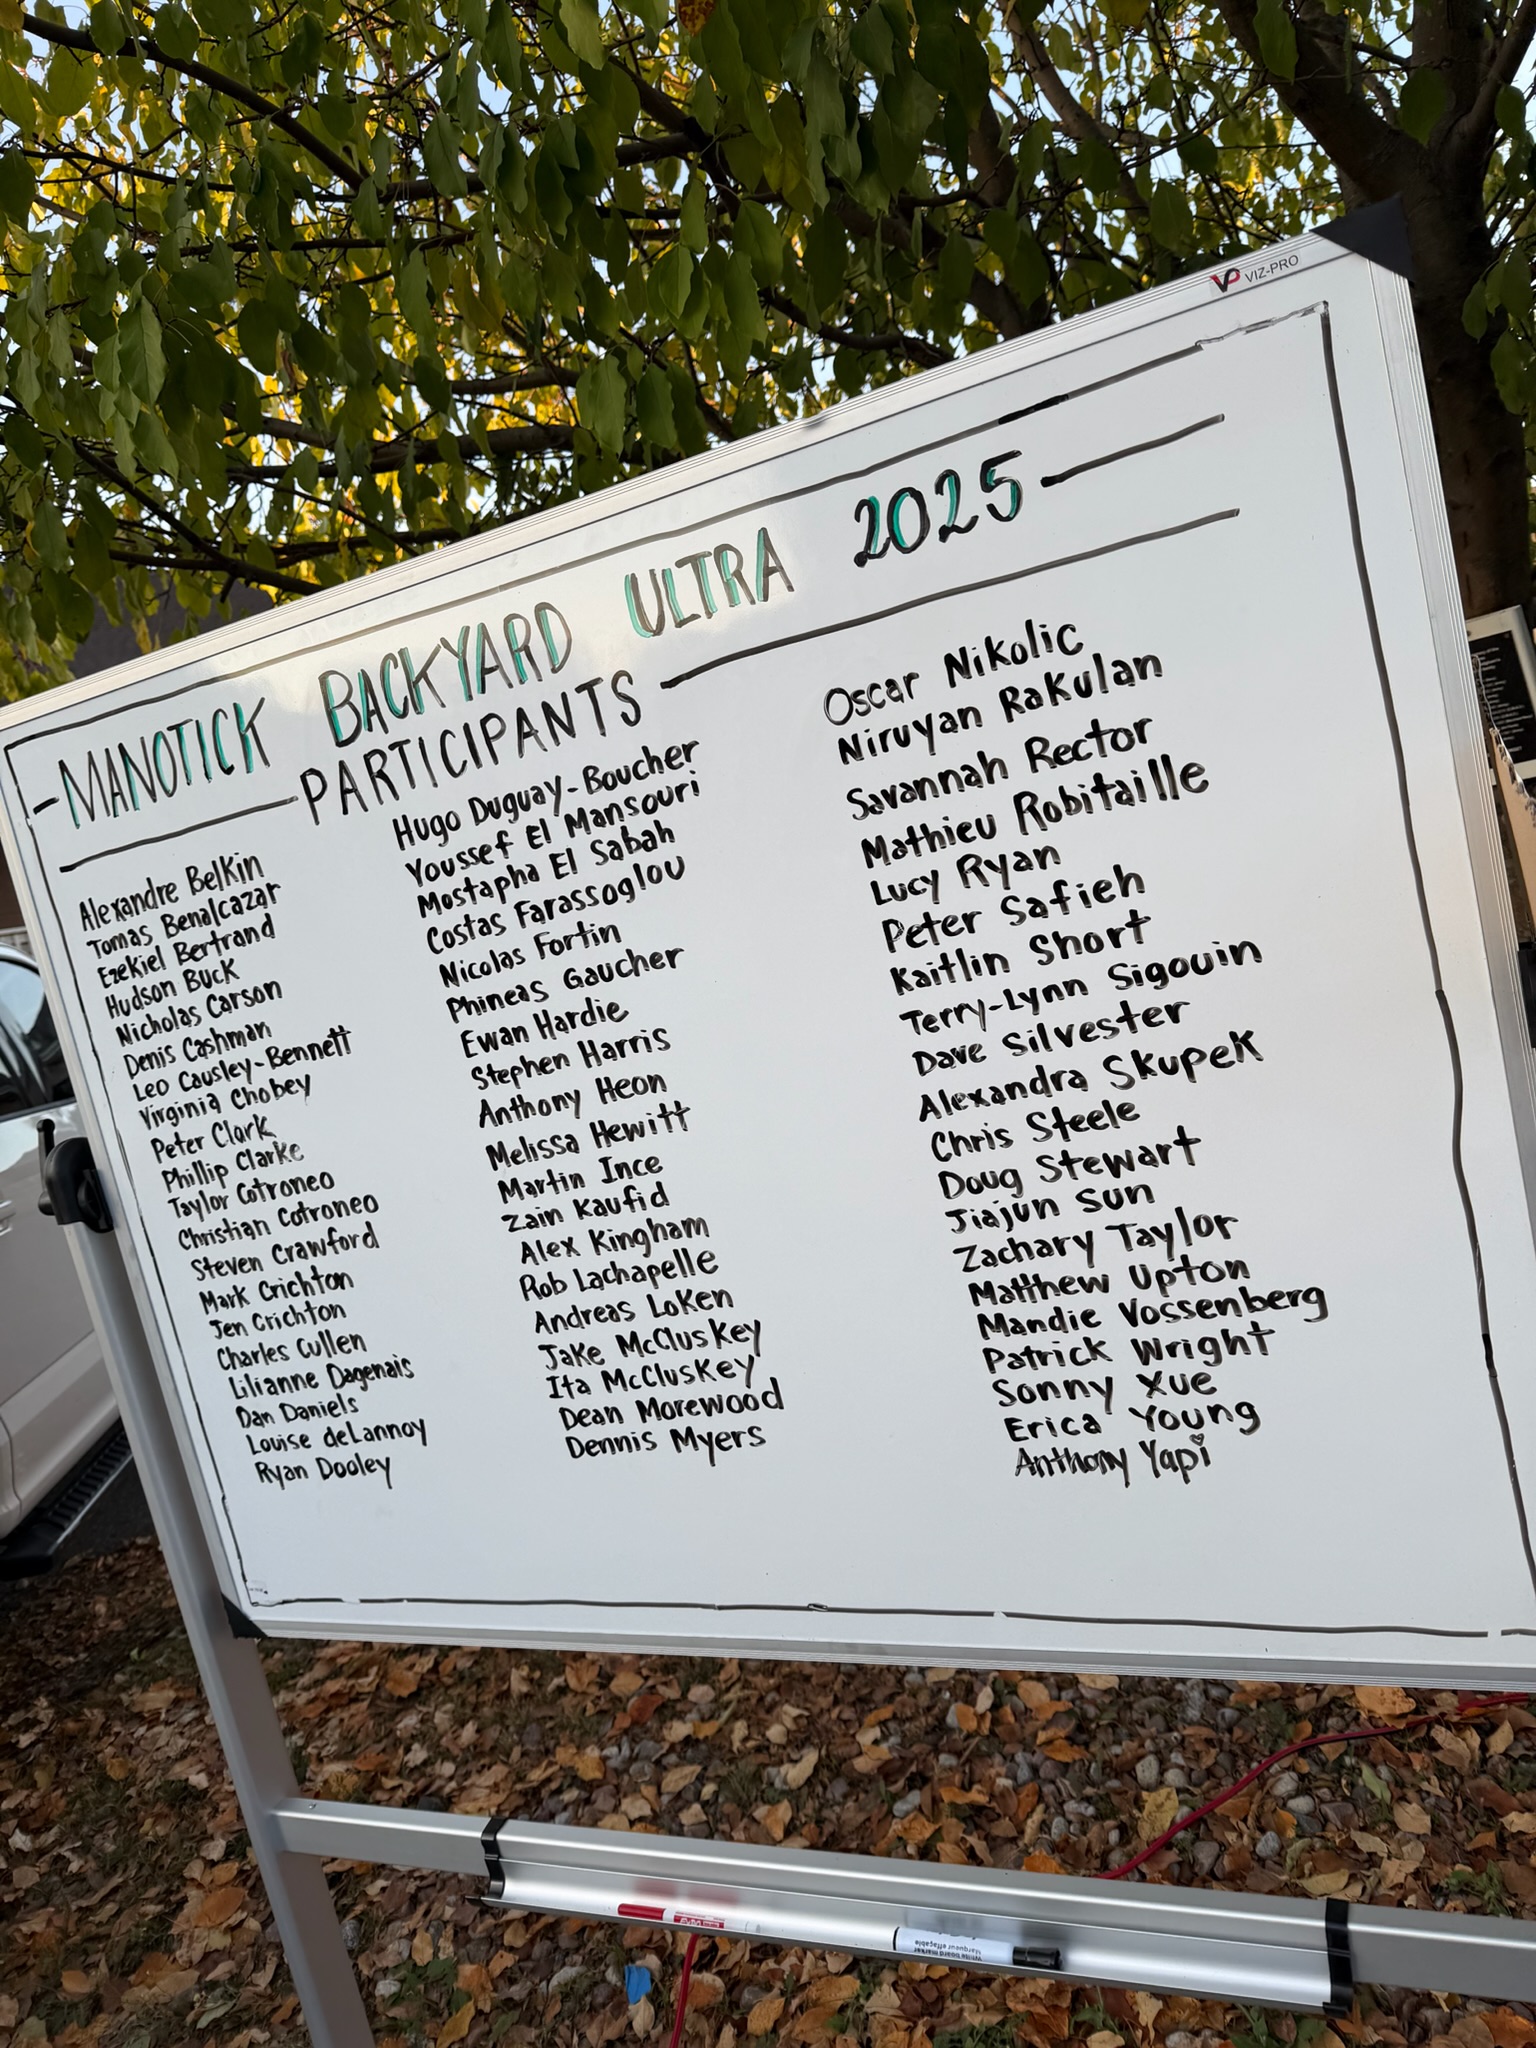 VP VIZ-PRO
MANOTICK BACKYARD ULTRA 2025
PARTICIPANTS
Alexandre Belkin
Tomas Benalcazar
Ezekiel Bertrand
Hudson Buck
Nicholas Carson
Denis Cashman
Leo Causley-Bennett
Virginia Chobey
Peter Clark
Phillip Clarke
Taylor Cotroneo
Christian Cotroneo
Steven Crawford
Mark Crichton
Jen Crichton
Charles Cullen
Lilianne Dagenais
Dan Daniels
Louise deLannoy
Ryan Dooley
Hugo Duguay-Boucher
Youssef El Mansouri
Mostapha El Sabah
Costas Farassoglou
Nicolas Fortin
Phineas Gaucher
Ewan Hardie
Stephen Harris
Anthony Heon
Melissa Hewitt
Martin Ince
Zain Kaufid
Alex Kingham
Rob Lachapelle
Andreas Loken
Jake McCluskey
Ita McCluskey
Dean Morewood
Dennis Myers
Oscar Nikolic
Niruyan Rakulan
Savannah Rector
Mathieu Robitaille
Lucy Ryan
Peter Safieh
Kaitlin Short
Terry-Lynn Sigouin
Dave Silvester
Alexandra Skupek
Chris Steele
Doug Stewart
Jiajun Sun
Zachary Taylor
Matthew Upton
Mandie Vossenberg
Patrick Wright
Sonny Xue
Erica Young
Anthony Yapi
White board marker
Marqueur effaçable